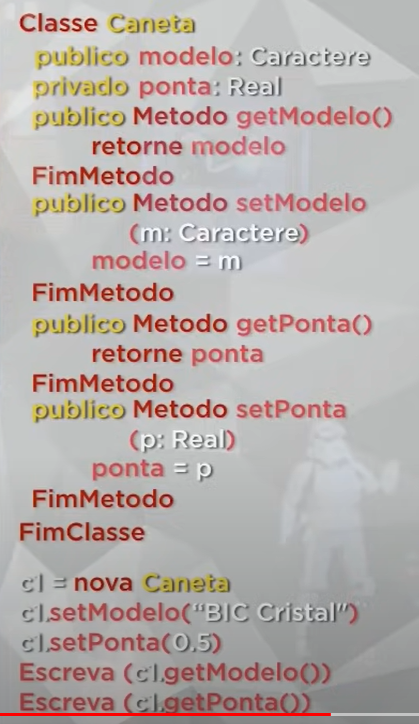 Classe Caneta
publico modelo: Caractere
privado ponta: Real
publico Metodo getModelo()
retorne modelo
FimMetodo
publico Metodo setModelo
(m: Caractere)
modelo = m
FimMetodo
publico Metodo getPonta()
retorne ponta
FimMetodo
publico Metodo setPonta
(p: Real)
ponta = p
FimMetodo
FimClasse
c1 = nova Caneta
c1.setModelo(“BIC Cristal")
c1.setPonta(0.5)
Escreva (c1.getModelo())
Escreva (c1.getPonta())